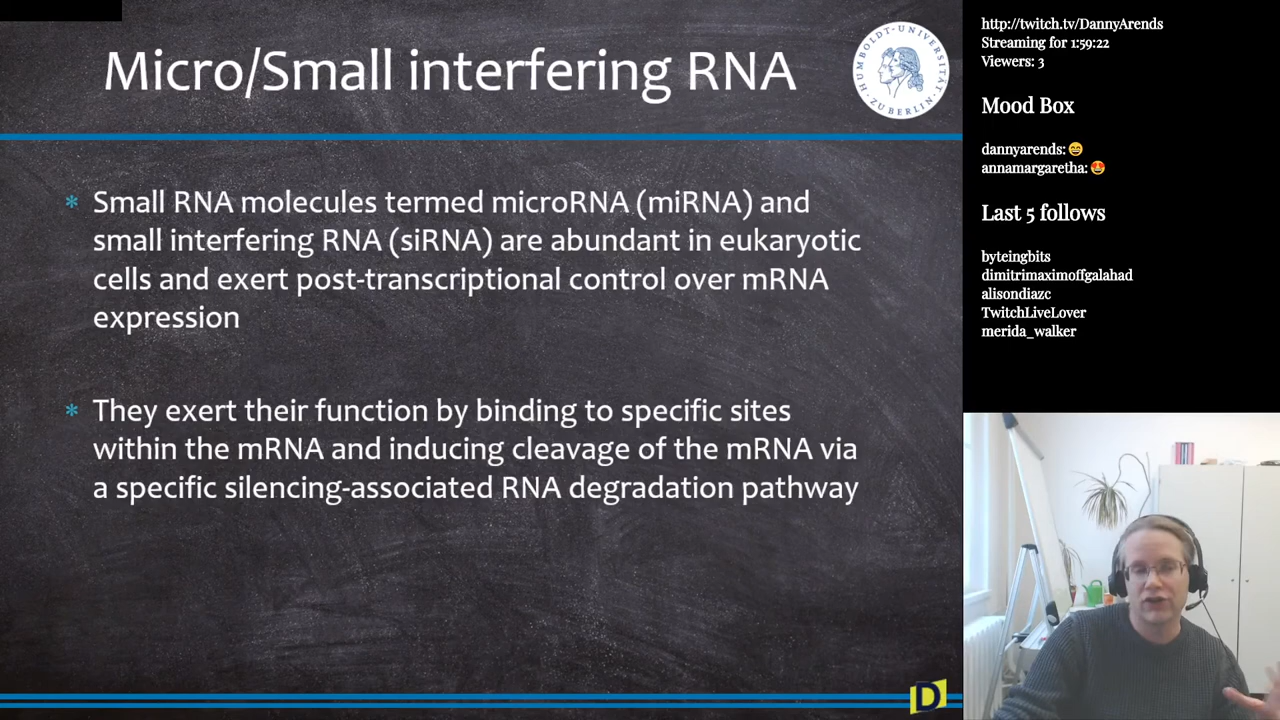 Micro/Small interfering RNA
HUMBOLDT-UNIVERSITÄT
ZU BERLIN
* Small RNA molecules termed microRNA (miRNA) and
small interfering RNA (siRNA) are abundant in eukaryotic
cells and exert post-transcriptional control over mRNA
expression
* They exert their function by binding to specific sites
within the mRNA and inducing cleavage of the mRNA via
a specific silencing-associated RNA degradation pathway
D
http://twitch.tv/DannyArends
Streaming for 1:59:22
Viewers: 3
Mood Box
dannyarends: 😄
annamargaretha: 😍
Last 5 follows
byteingbits
dimitrimaximoffgalahad
alisondiazc
TwitchLiveLover
merida_walker